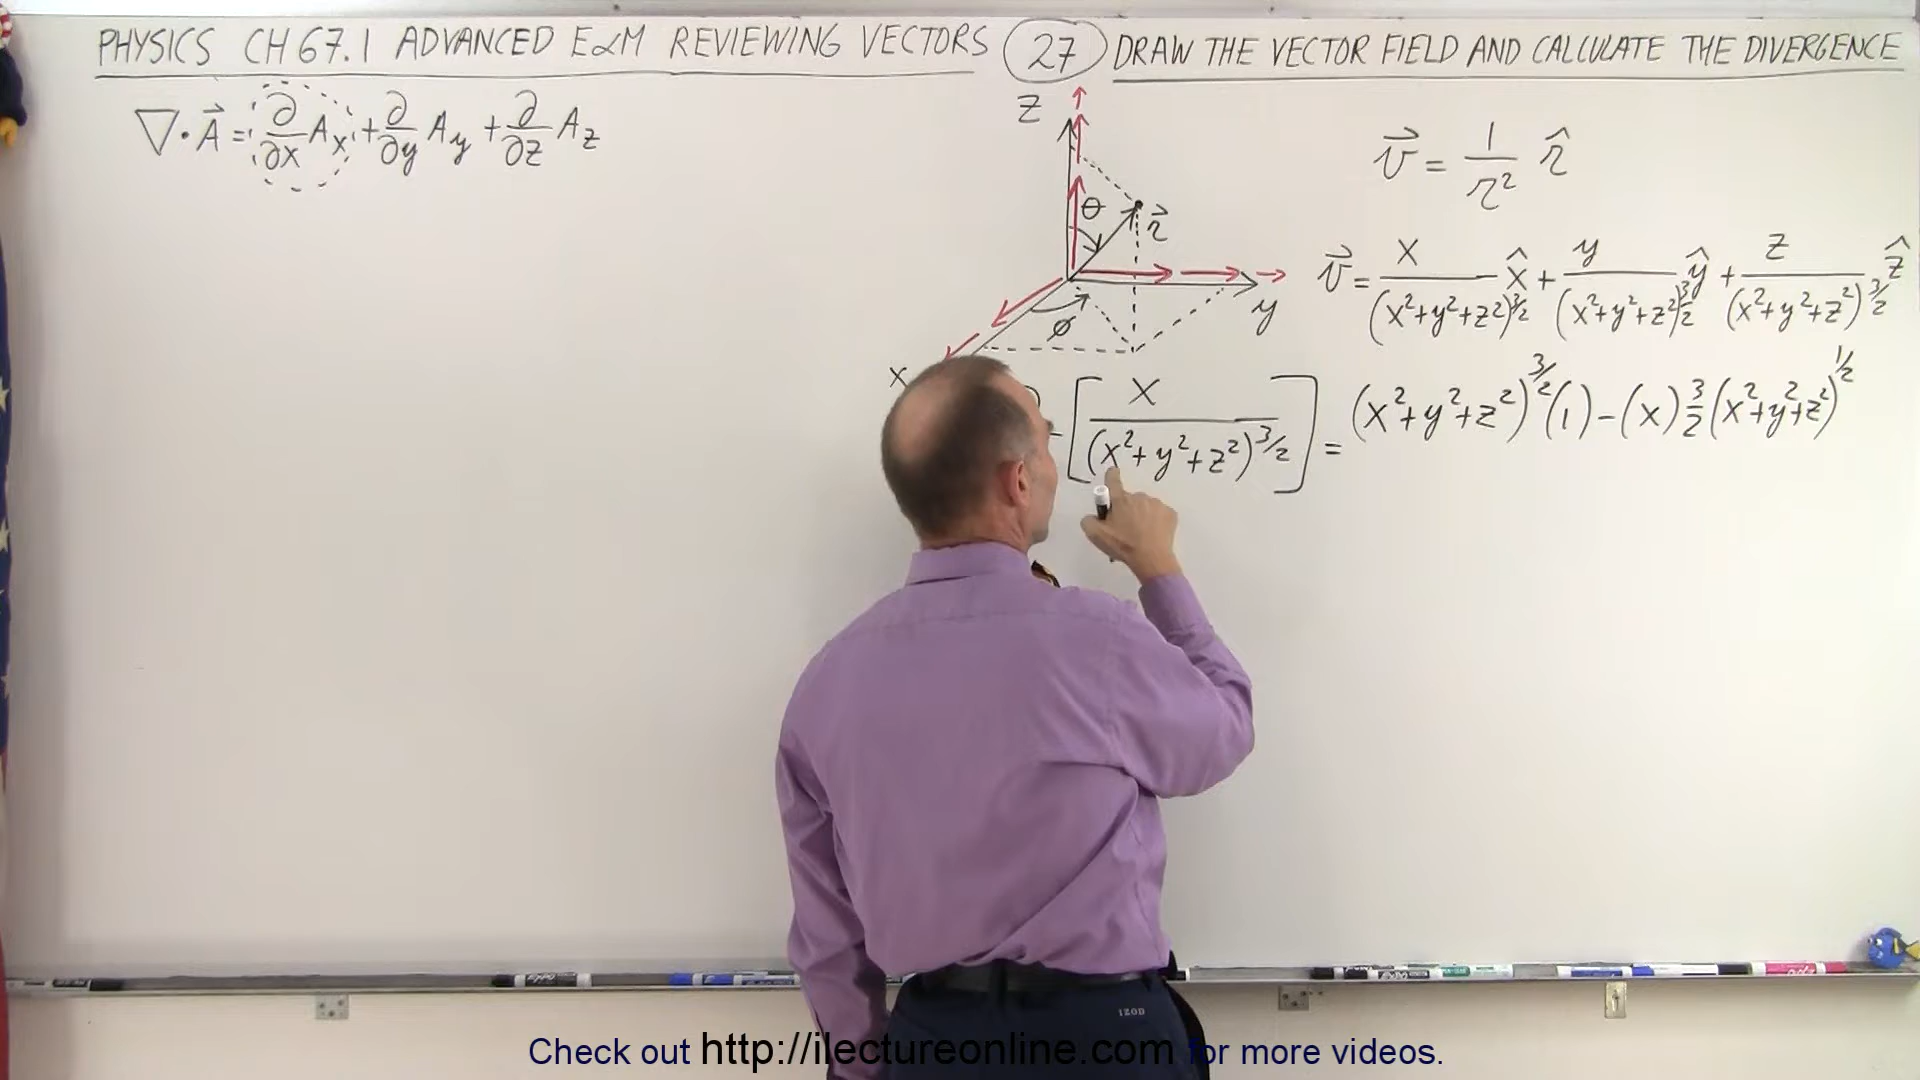 PHYSICS CH 67.1 ADVANCED E&M REVIEWING VECTORS 27 DRAW THE VECTOR FIELD AND CALCULATE THE DIVERGENCE
∇·A⃗ = ∂/∂x Aₓ + ∂/∂y A_y + ∂/∂z A_z
z
θ
r⃗
y
ϕ
x
v⃗ = 1/r² r̂
v⃗ = x/(x²+y²+z²)^3/2 x̂ + y/(x²+y²+z²)^3/2 ŷ + z/(x²+y²+z²)^3/2 ẑ
[x/(x²+y²+z²)^3/2] = (x²+y²+z²)^3/2 (1) - (x) 3/2 (x²+y²+z²)^1/2
IZOD
Check out http://ilectureonline.com for more videos.